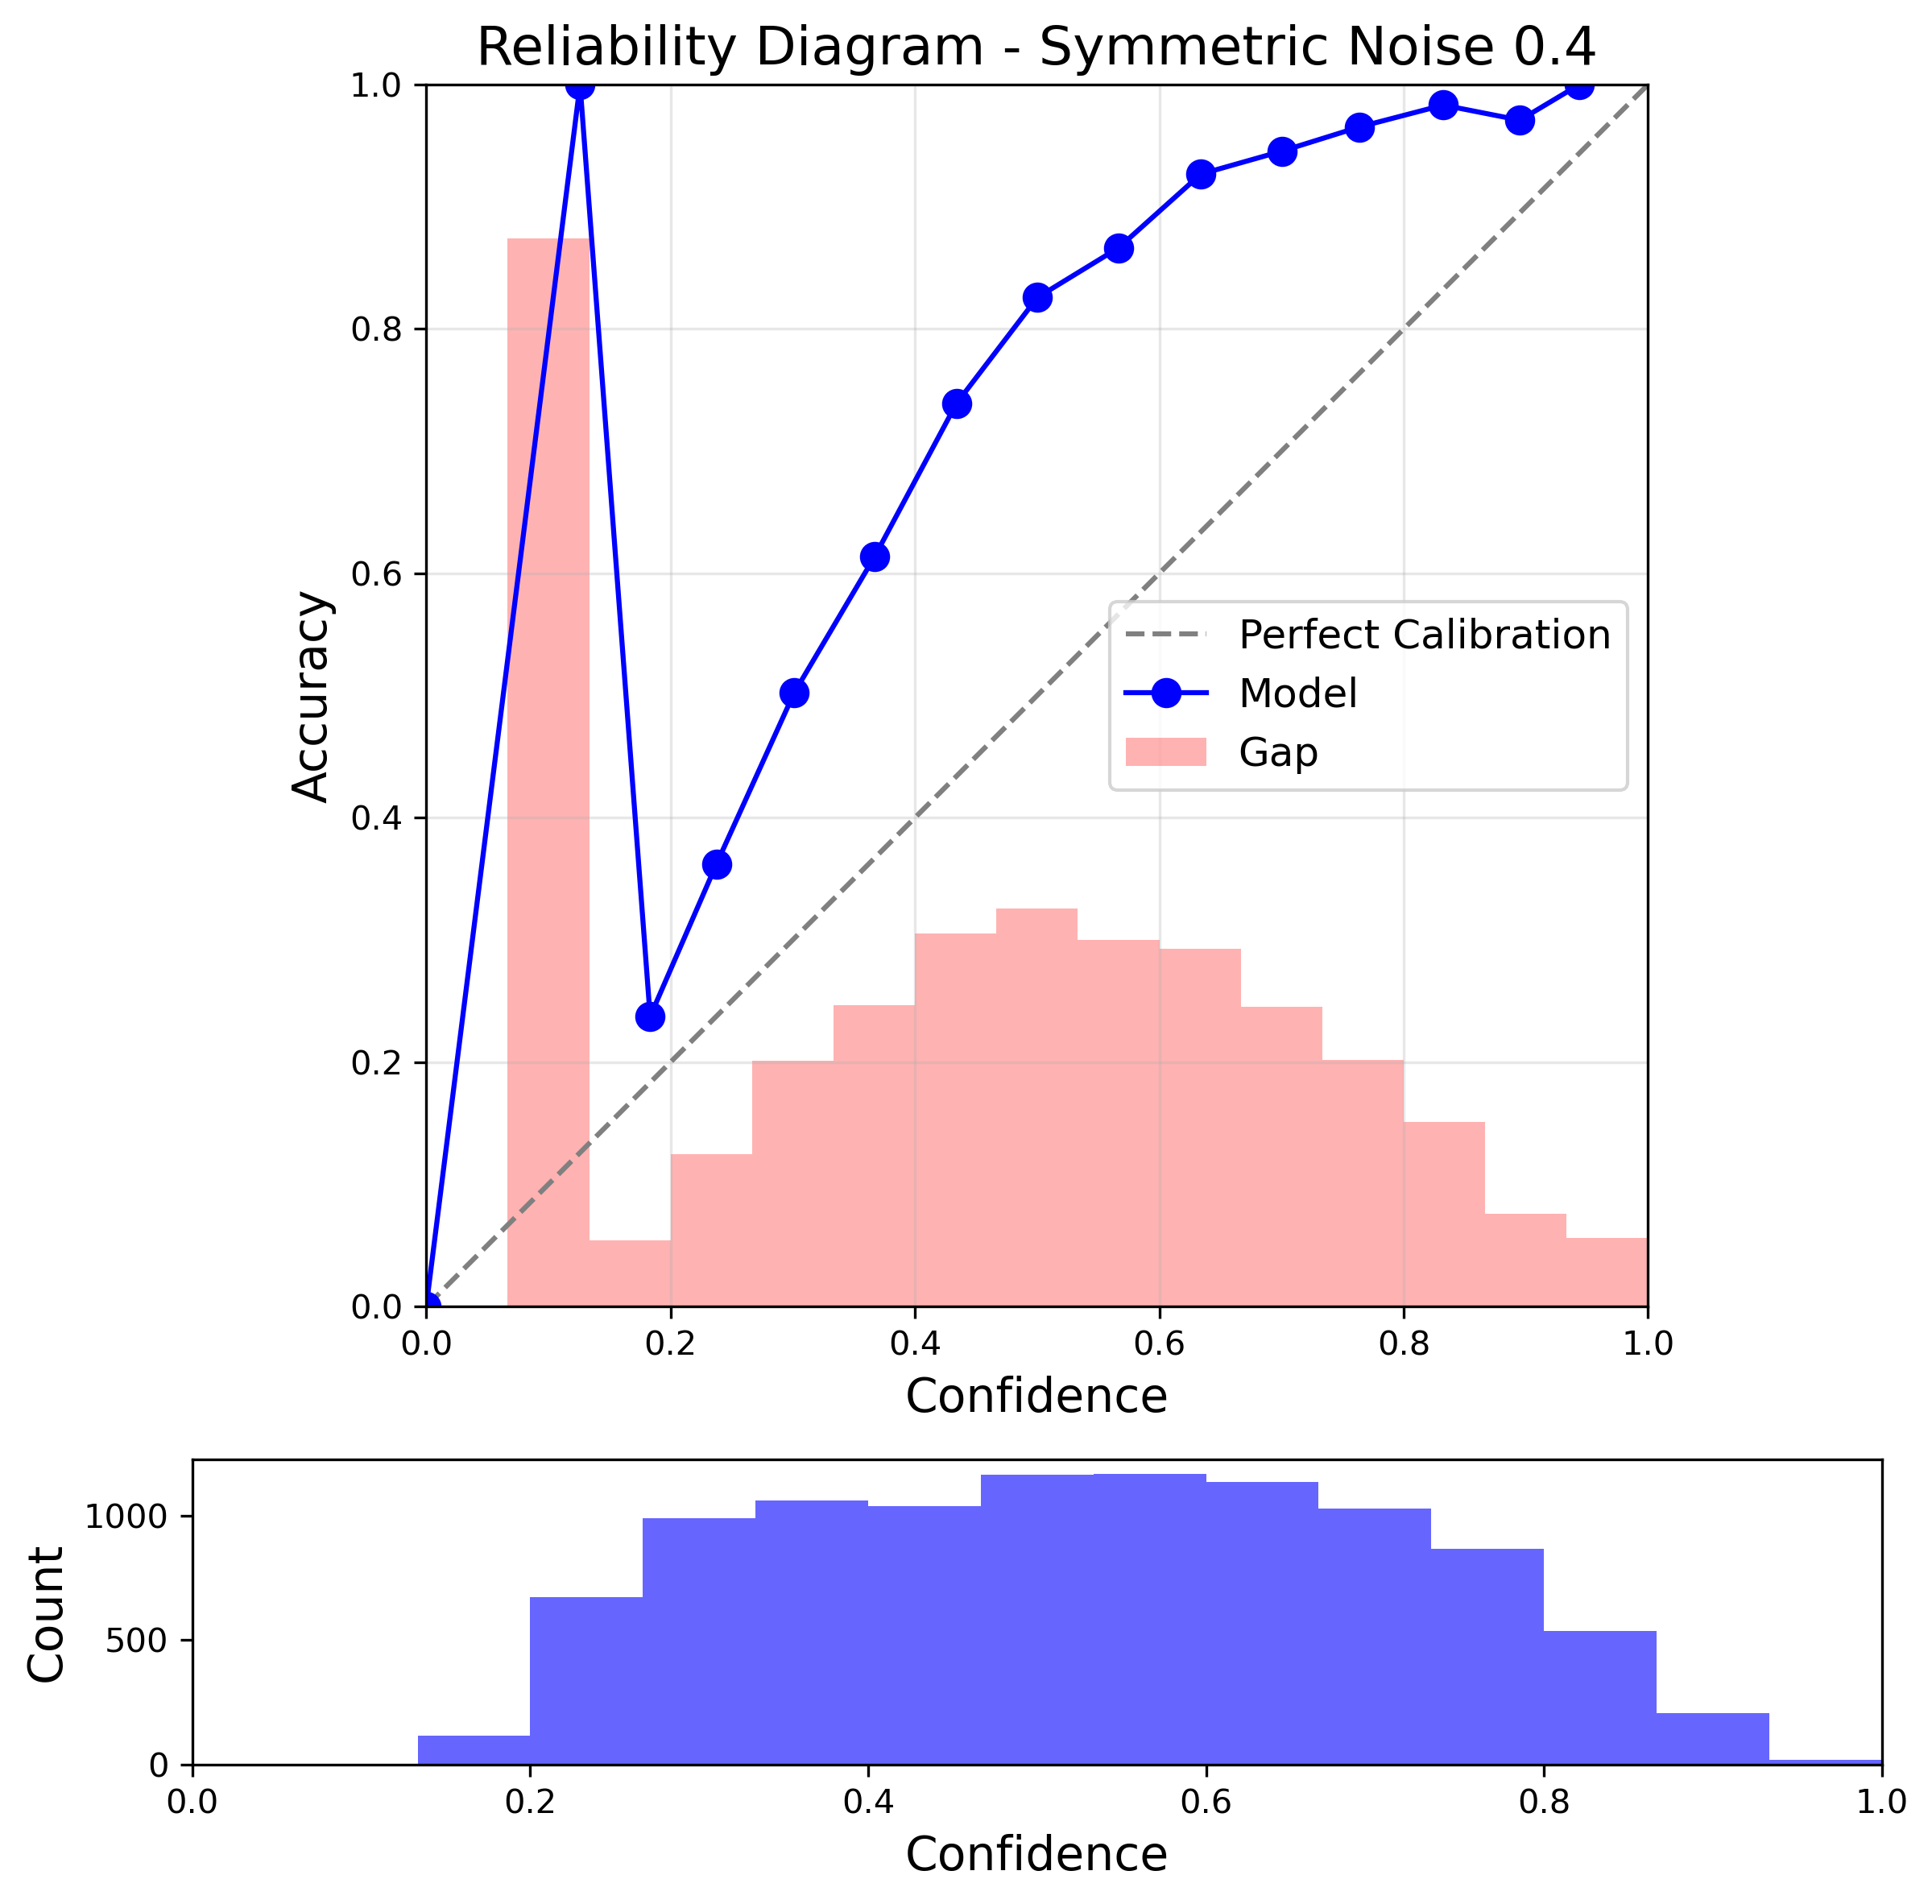 Reliability Diagram - Symmetric Noise 0.4
1.0
0.8
0.6
0.4
0.2
0.0
Accuracy
Perfect Calibration
Model
Gap
0.0 0.2 0.4 0.6 0.8 1.0
Confidence
1000
500
0
Count
0.0 0.2 0.4 0.6 0.8 1.0
Confidence